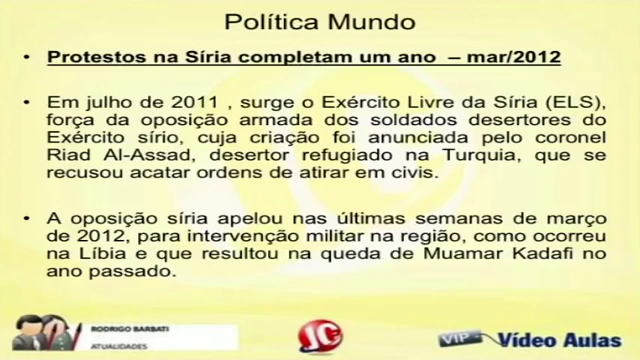 Política Mundo
• Protestos na Síria completam um ano – mar/2012
• Em julho de 2011 , surge o Exército Livre da Síria (ELS),
força da oposição armada dos soldados desertores do
Exército sírio, cuja criação foi anunciada pelo coronel
Riad Al-Assad, desertor refugiado na Turquia, que se
recusou acatar ordens de atirar em civis.
• A oposição síria apelou nas últimas semanas de março
de 2012, para intervenção militar na região, como ocorreu
na Líbia e que resultou na queda de Muamar Kadafi no
ano passado.
RODRIGO BARBATI
ATUALIDADES
JC
VIP Vídeo Aulas